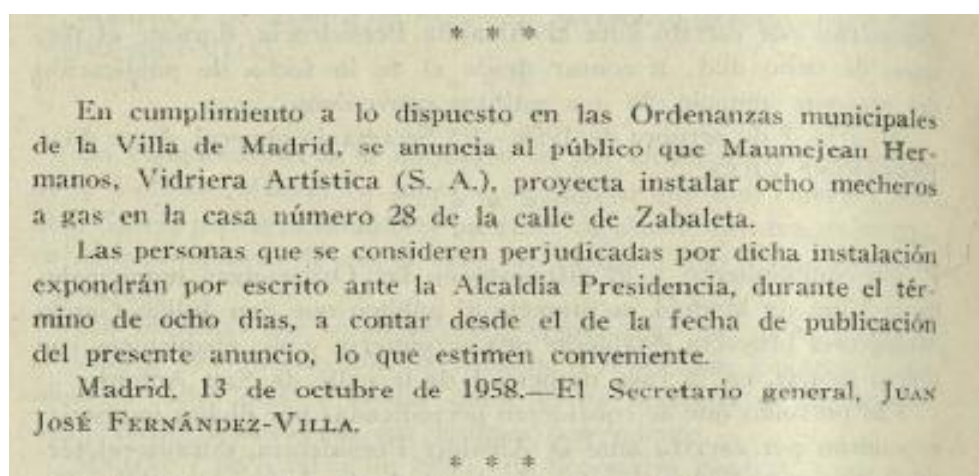 * * *
En cumplimiento a lo dispuesto en las Ordenanzas municipales
de la Villa de Madrid, se anuncia al público que Maumejean Her-
manos, Vidriera Artística (S. A.), proyecta instalar ocho mecheros
a gas en la casa número 28 de la calle de Zabaleta.
Las personas que se consideren perjudicadas por dicha instalación
expondrán por escrito ante la Alcaldía Presidencia, durante el tér-
mino de ocho días, a contar desde el de la fecha de publicación
del presente anuncio, lo que estimen conveniente.
Madrid, 13 de octubre de 1958.—El Secretario general, JUAN
JOSÉ FERNÁNDEZ-VILLA.
* * *